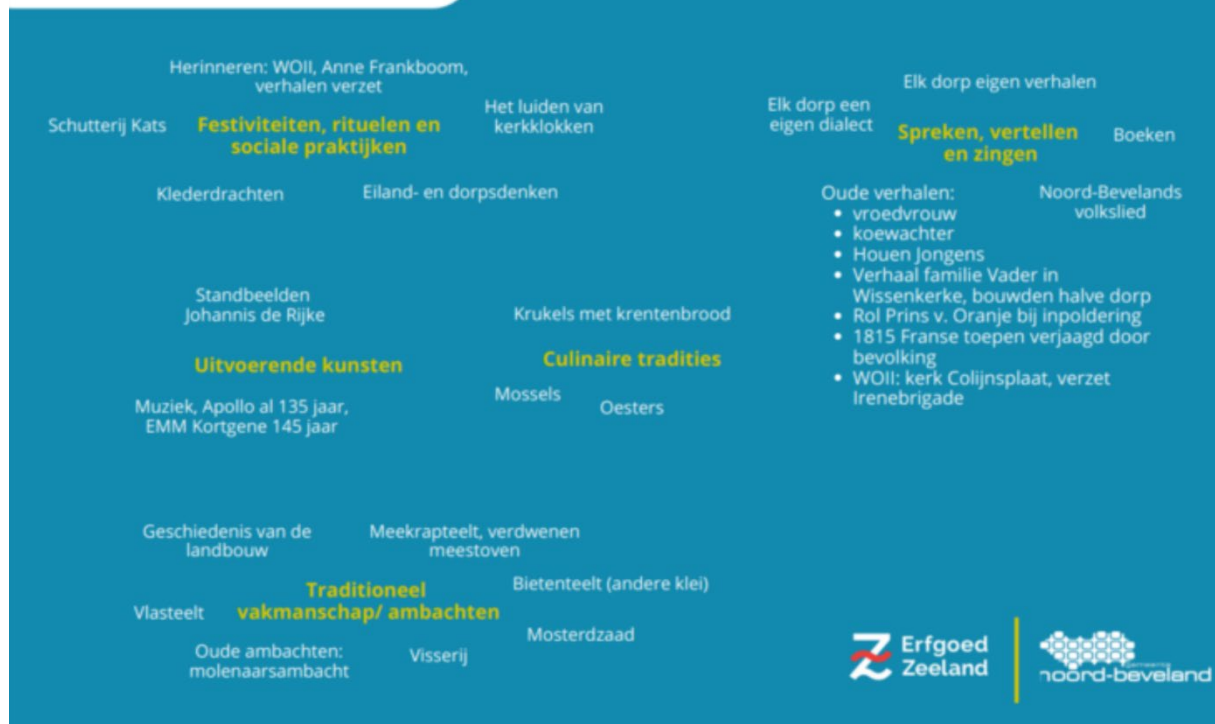 Herinneren: WOII, Anne Frankboom,
verhalen verzet
Schutterij Kats
Festiviteiten, rituelen en
sociale praktijken
Het luiden van
kerkklokken
Klederdrachten
Eiland- en dorpsdenken
Elk dorp eigen verhalen
Elk dorp een
eigen dialect
Spreken, vertellen
en zingen
Boeken
Oude verhalen:
• vroedvrouw
• koewachter
• Houen Jongens
• Verhaal familie Vader in
Wissenkerke, bouwden halve dorp
• Rol Prins v. Oranje bij inpoldering
• 1815 Franse toepen verjaagd door
bevolking
• WOII: kerk Colijnsplaat, verzet
Irenebrigade
Noord-Bevelands
volkslied
Standbeelden
Johannis de Rijke
Uitvoerende kunsten
Muziek, Apollo al 135 jaar,
EMM Kortgene 145 jaar
Krukels met krentenbrood
Culinaire tradities
Mossels
Oesters
Geschiedenis van de
landbouw
Meekrapteelt, verdwenen
meestoven
Traditioneel
vakmanschap/ ambachten
Bietenteelt (andere klei)
Vlasteelt
Mosterdzaad
Oude ambachten:
molenaarsambacht
Visserij
Erfgoed
Zeeland
gemeente
noord-beveland